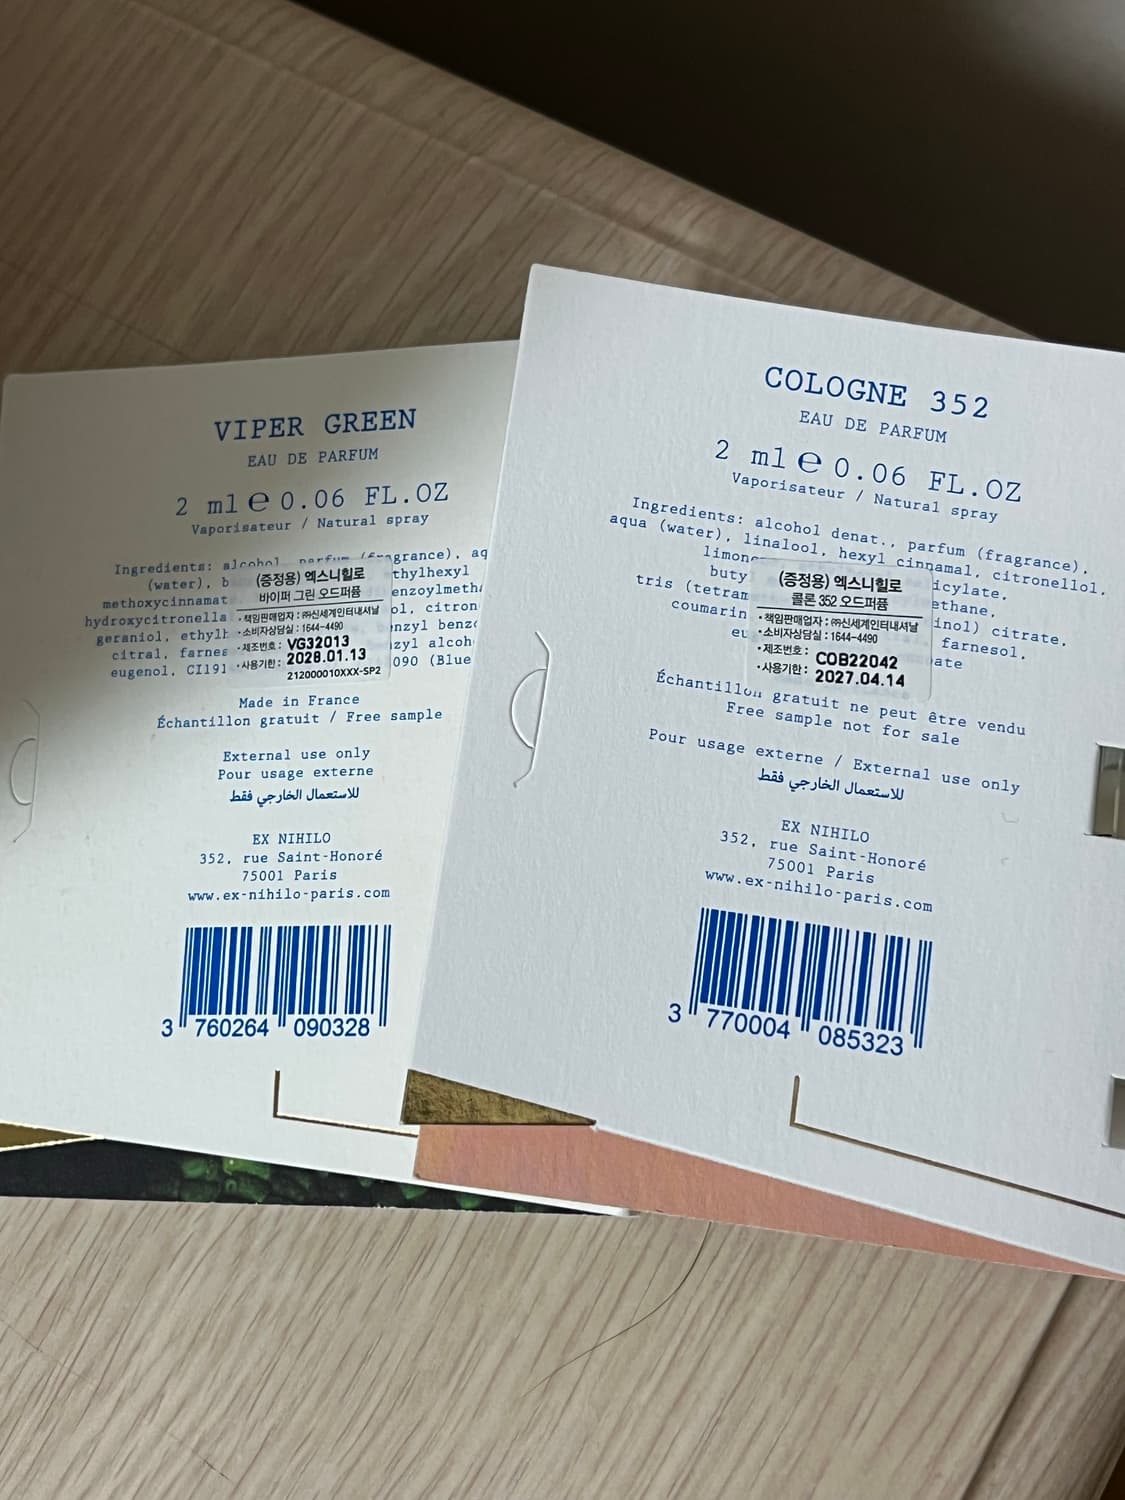 VIPER GREEN
EAU DE PARFUM
2 ml ℮ 0.06 FL.OZ
Vaporisateur / Natural spray
Ingredients: alcohol parfum (fragrance),
(water),
methoxycinnamat
hydroxycitronella
geraniol,
citral,
eugenol,
090 (Blue
(증정용) 엑스니힐로
바이퍼 그린 오드퍼퓸
·책임판매업자 : ㈜신세계인터내셔날
·소비자상담실 : 1644-4490
·제조번호 : VG32013
·사용기한 : 2028.01.13
212000010XXX-SP2
Made in France
Échantillon gratuit / Free sample
External use only
Pour usage externe
للاستعمال الخارجي فقط
EX NIHILO
352, rue Saint-Honoré
75001 Paris
www.ex-nihilo-paris.com
3 760264 090328
COLOGNE 352
EAU DE PARFUM
2 ml ℮ 0.06 FL.OZ
Vaporisateur / Natural spray
Ingredients: alcohol denat., parfum (fragrance),
aqua (water), linalool, hexyl cinnamal, citronellol,
limon
buty
tris (tetram citrate,
coumarin farnesol,
(증정용) 엑스니힐로
콜론 352 오드퍼퓸
·책임판매업자 : ㈜신세계인터내셔날
·소비자상담실 : 1644-4490
·제조번호 : COB22042
·사용기한 : 2027.04.14
Échantillon gratuit ne peut être vendu
Free sample not for sale
Pour usage externe / External use only
للاستعمال الخارجي فقط
EX NIHILO
352, rue Saint-Honoré
75001 Paris
www.ex-nihilo-paris.com
3 770004 085323